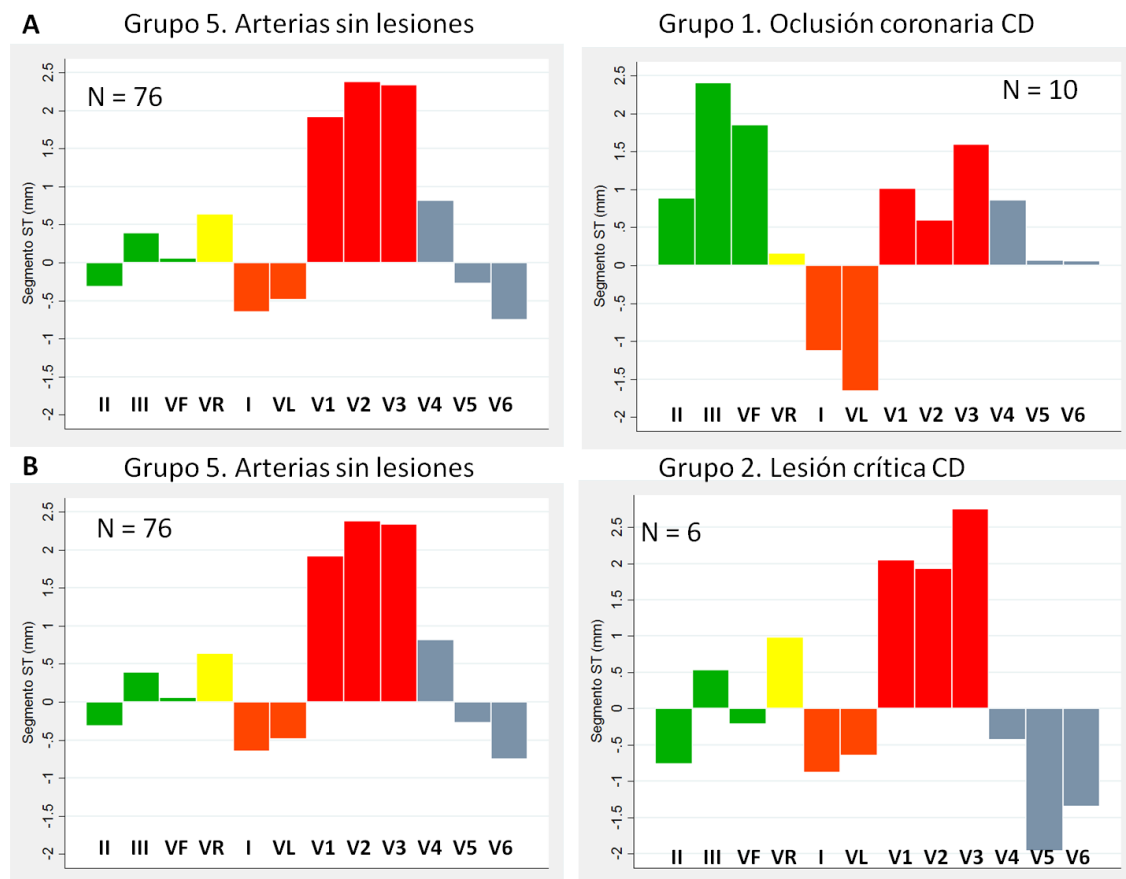 A
Grupo 5. Arterias sin lesiones
N = 76
Segmento ST (mm)
2.5
2
1.5
1
.5
0
-.5
-1
-1.5
-2
II III VF VR I VL V1 V2 V3 V4 V5 V6
Grupo 1. Oclusión coronaria CD
N = 10
Segmento ST (mm)
2.5
2
1.5
1
.5
0
-.5
-1
-1.5
-2
II III VF VR I VL V1 V2 V3 V4 V5 V6
B
Grupo 5. Arterias sin lesiones
N = 76
Segmento ST (mm)
2.5
2
1.5
1
.5
0
-.5
-1
-1.5
-2
II III VF VR I VL V1 V2 V3 V4 V5 V6
Grupo 2. Lesión crítica CD
N = 6
Segmento ST (mm)
2.5
2
1.5
1
.5
0
-.5
-1
-1.5
-2
II III VF VR I VL V1 V2 V3 V4 V5 V6